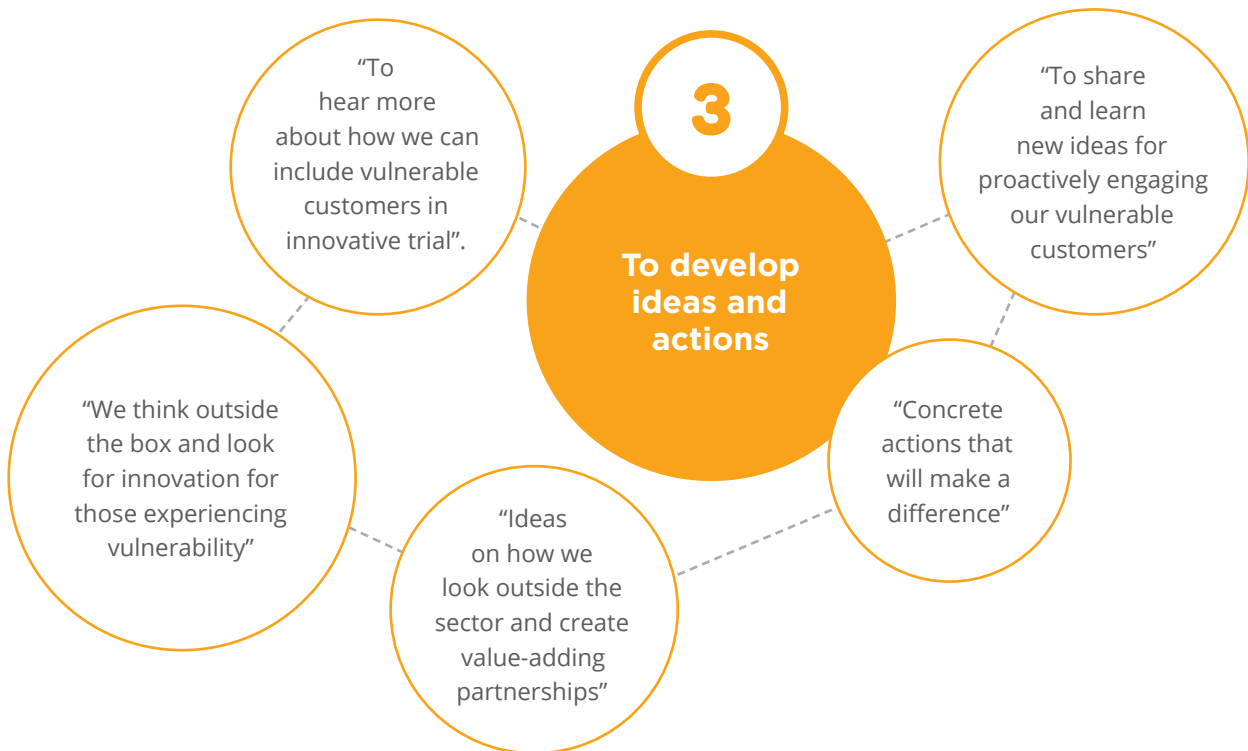 3
To develop
ideas and
actions
“To
hear more
about how we can
include vulnerable
customers in
innovative trial”.
“To share
and learn
new ideas for
proactively engaging
our vulnerable
customers”
“We think outside
the box and look
for innovation for
those experiencing
vulnerability”
“Ideas
on how we
look outside the
sector and create
value-adding
partnerships”
“Concrete
actions that
will make a
difference”